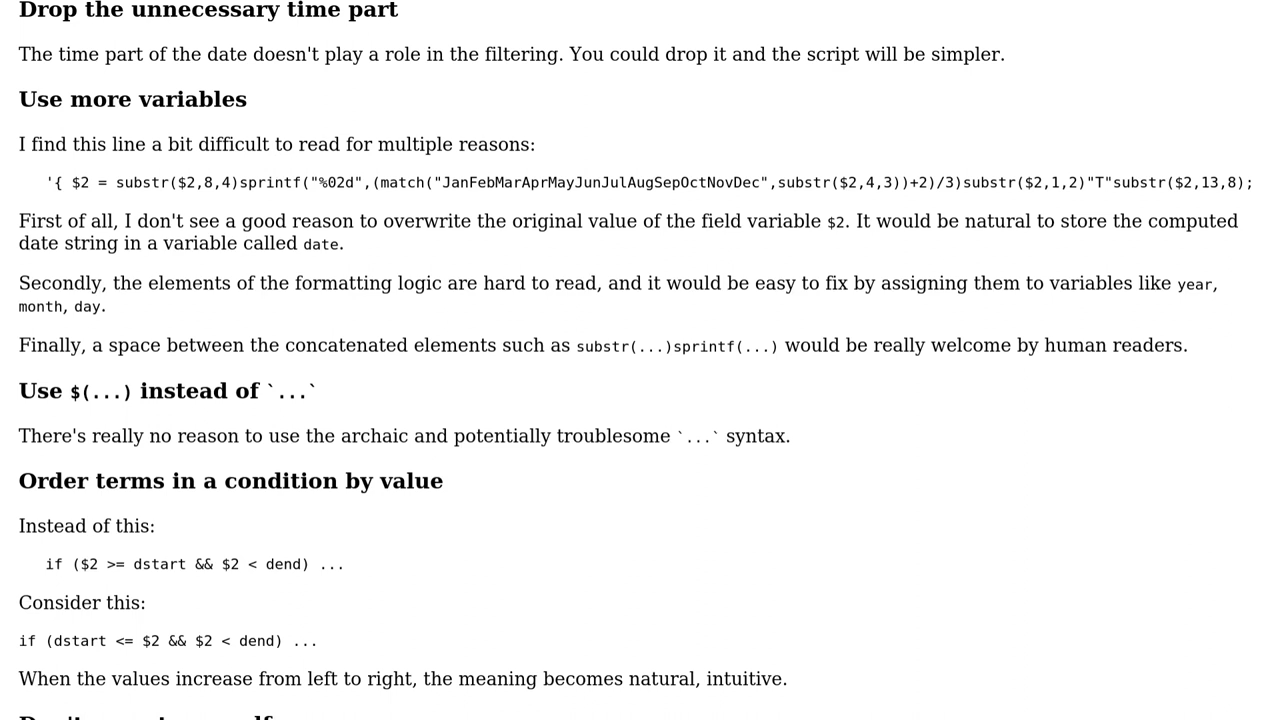 Drop the unnecessary time part
The time part of the date doesn't play a role in the filtering. You could drop it and the script will be simpler.
Use more variables
I find this line a bit difficult to read for multiple reasons:
'{ $2 = substr($2,8,4)sprintf("%02d",(match("JanFebMarAprMayJunJulAugSepOctNovDec",substr($2,4,3))+2)/3)substr($2,1,2)"T"substr($2,13,8);
First of all, I don't see a good reason to overwrite the original value of the field variable $2. It would be natural to store the computed
date string in a variable called date.
Secondly, the elements of the formatting logic are hard to read, and it would be easy to fix by assigning them to variables like year,
month, day.
Finally, a space between the concatenated elements such as substr(...)sprintf(...) would be really welcome by human readers.
Use $(...) instead of `...`
There's really no reason to use the archaic and potentially troublesome `...` syntax.
Order terms in a condition by value
Instead of this:
if ($2 >= dstart && $2 < dend) ...
Consider this:
if (dstart <= $2 && $2 < dend) ...
When the values increase from left to right, the meaning becomes natural, intuitive.